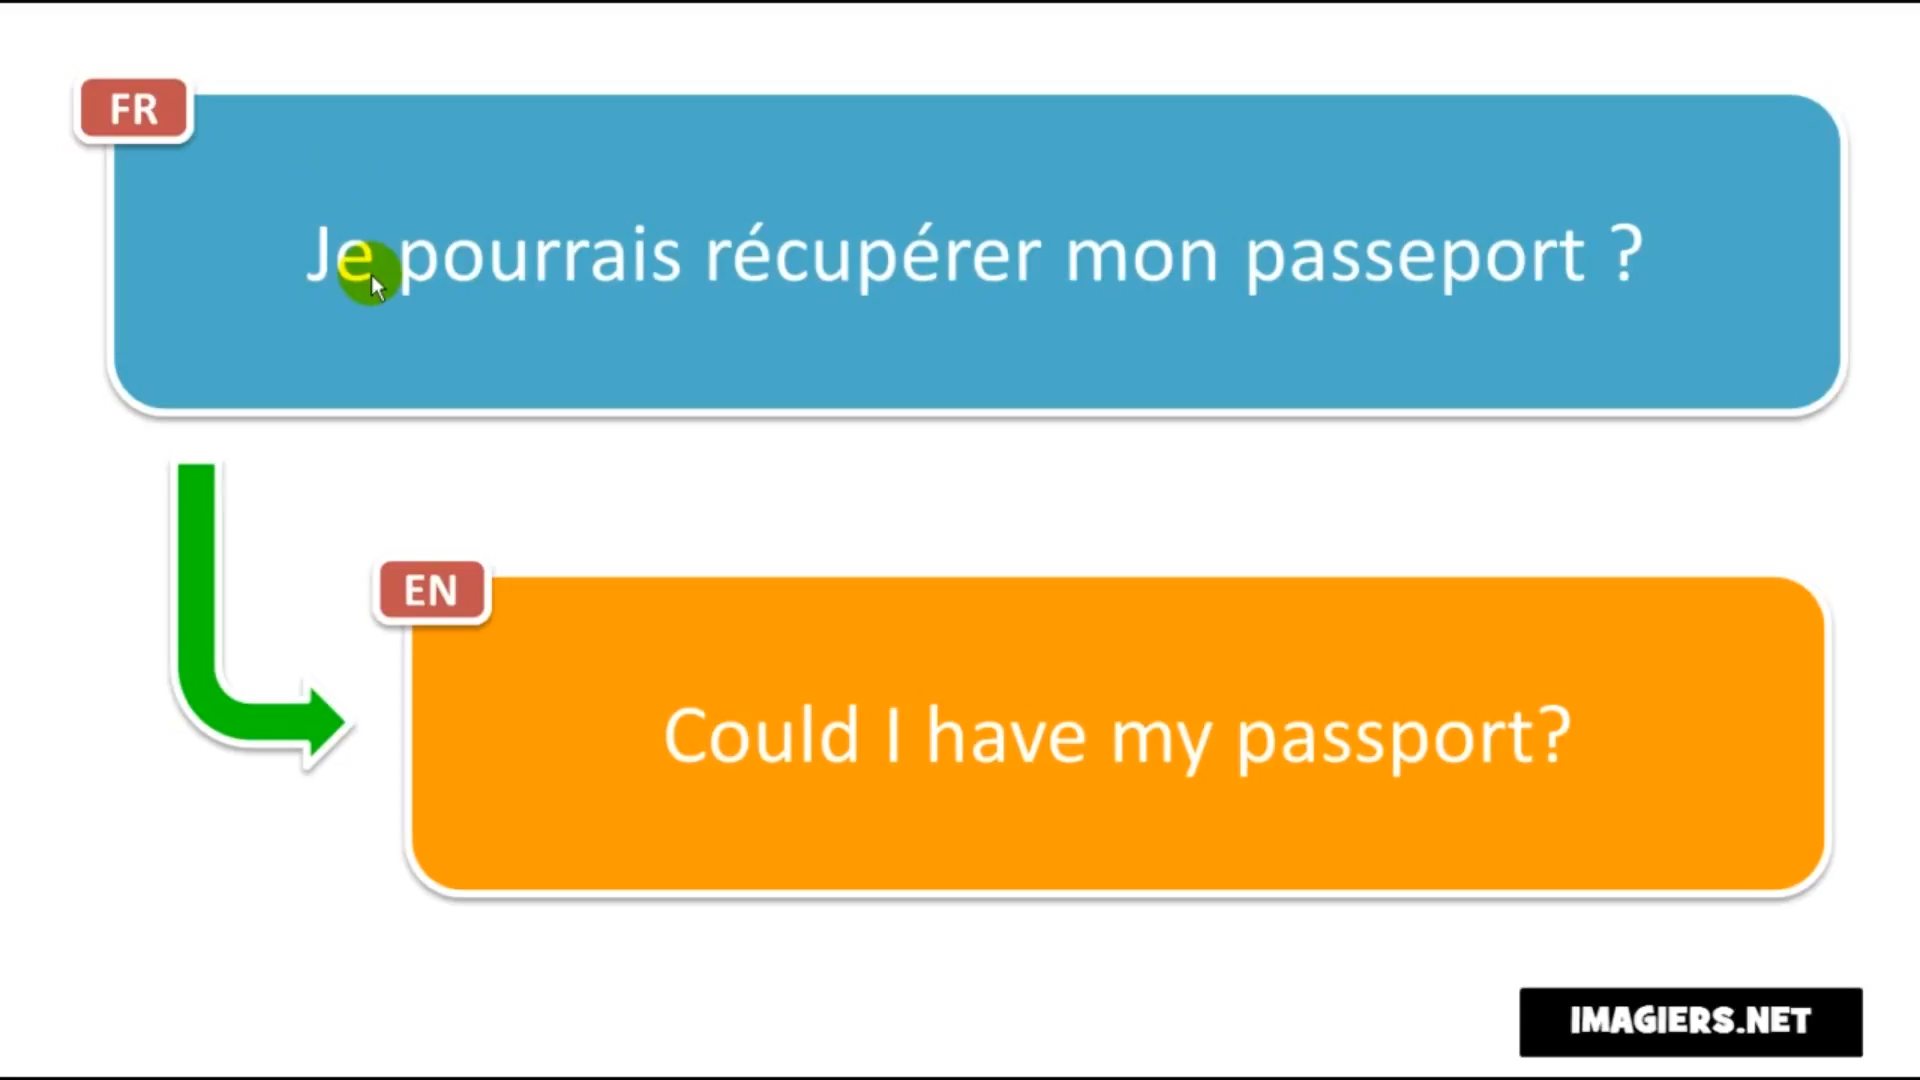 FR
Je pourrais récupérer mon passeport ?
EN
Could I have my passport?
IMAGIERS.NET